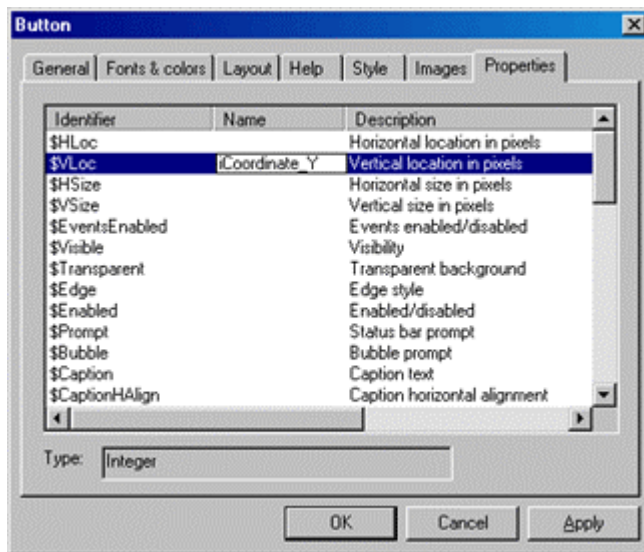 Button
General Fonts & colors Layout Help Style Images Properties
Identifier Name Description
$HLoc Horizontal location in pixels
$VLoc iCoordinate_Y Vertical location in pixels
$HSize Horizontal size in pixels
$VSize Vertical size in pixels
$EventsEnabled Events enabled/disabled
$Visible Visibility
$Transparent Transparent background
$Edge Edge style
$Enabled Enabled/disabled
$Prompt Status bar prompt
$Bubble Bubble prompt
$Caption Caption text
$CaptionHAlign Caption horizontal alignment
Type: Integer
OK Cancel Apply